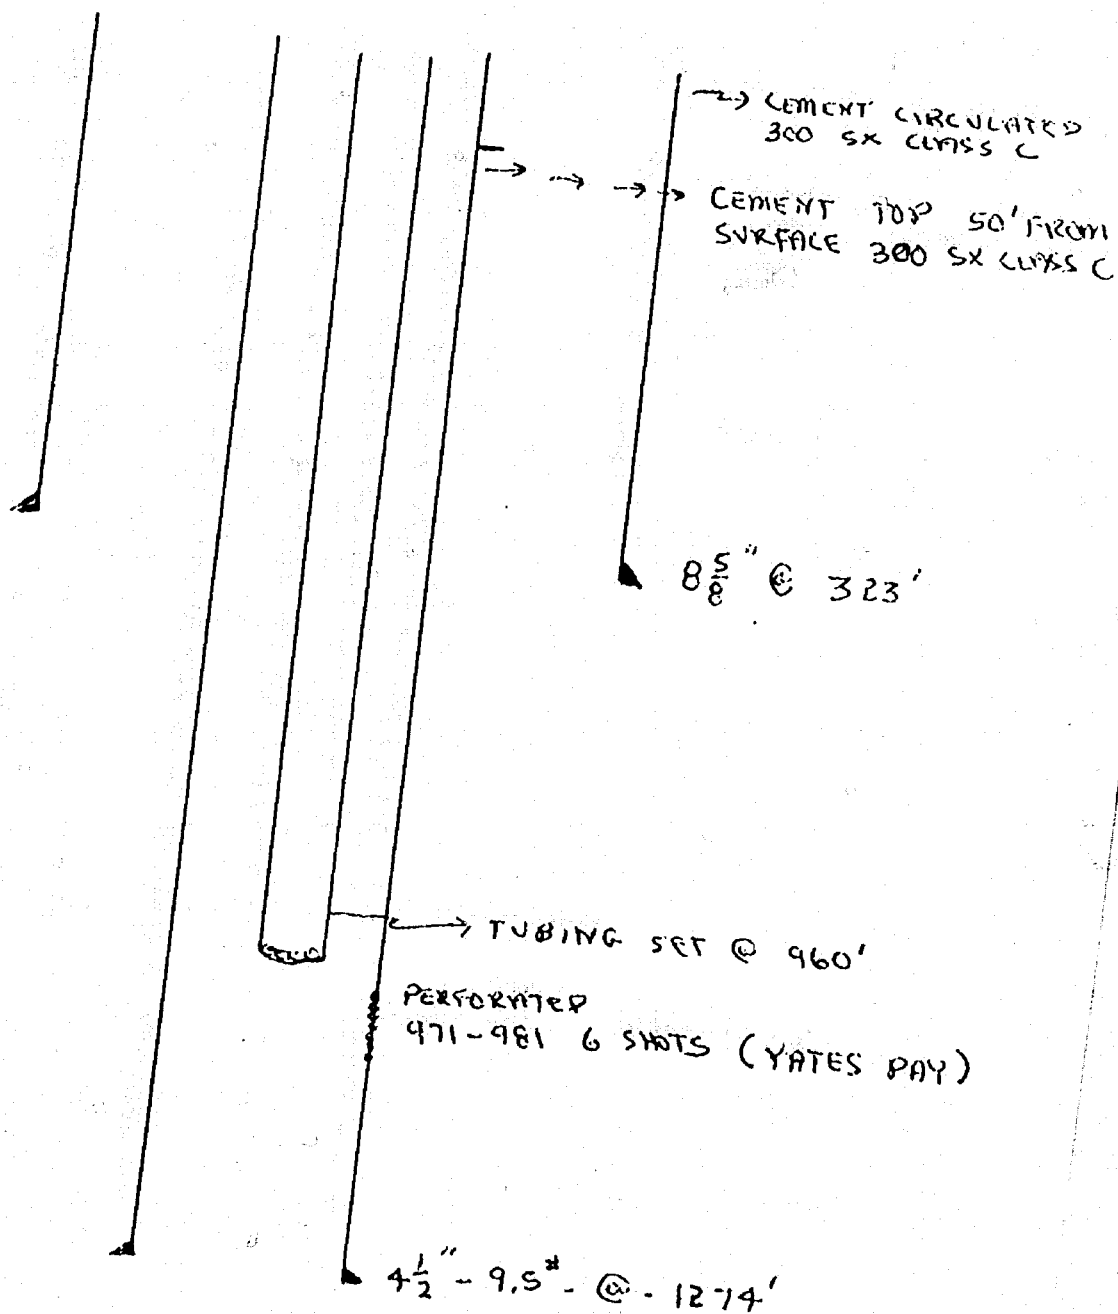 CEMENT CIRCULATED
300 SX CLASS C
CEMENT TOP 50' FROM
SURFACE 300 SX CLASS C
8 5/8" @ 323'
TUBING SET @ 960'
PERFORATED
971-981 6 SHOTS (YATES PAY)
4 1/2" - 9.5# - @ - 1274'